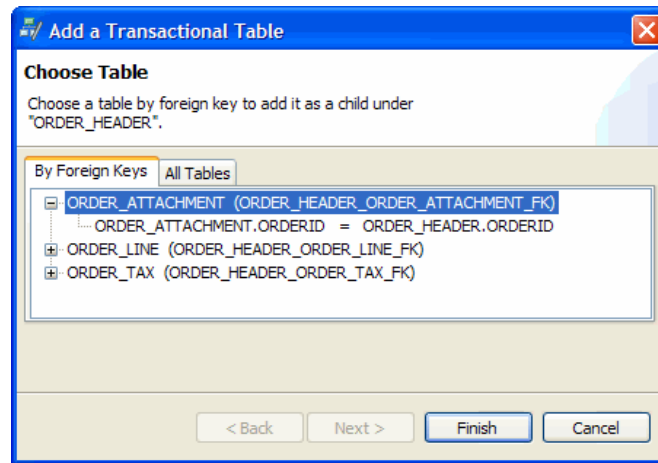 Add a Transactional Table
Choose Table
Choose a table by foreign key to add it as a child under
"ORDER_HEADER".
By Foreign Keys All Tables
ORDER_ATTACHMENT (ORDER_HEADER_ORDER_ATTACHMENT_FK)
ORDER_ATTACHMENT.ORDERID = ORDER_HEADER.ORDERID
ORDER_LINE (ORDER_HEADER_ORDER_LINE_FK)
ORDER_TAX (ORDER_HEADER_ORDER_TAX_FK)
< Back Next > Finish Cancel